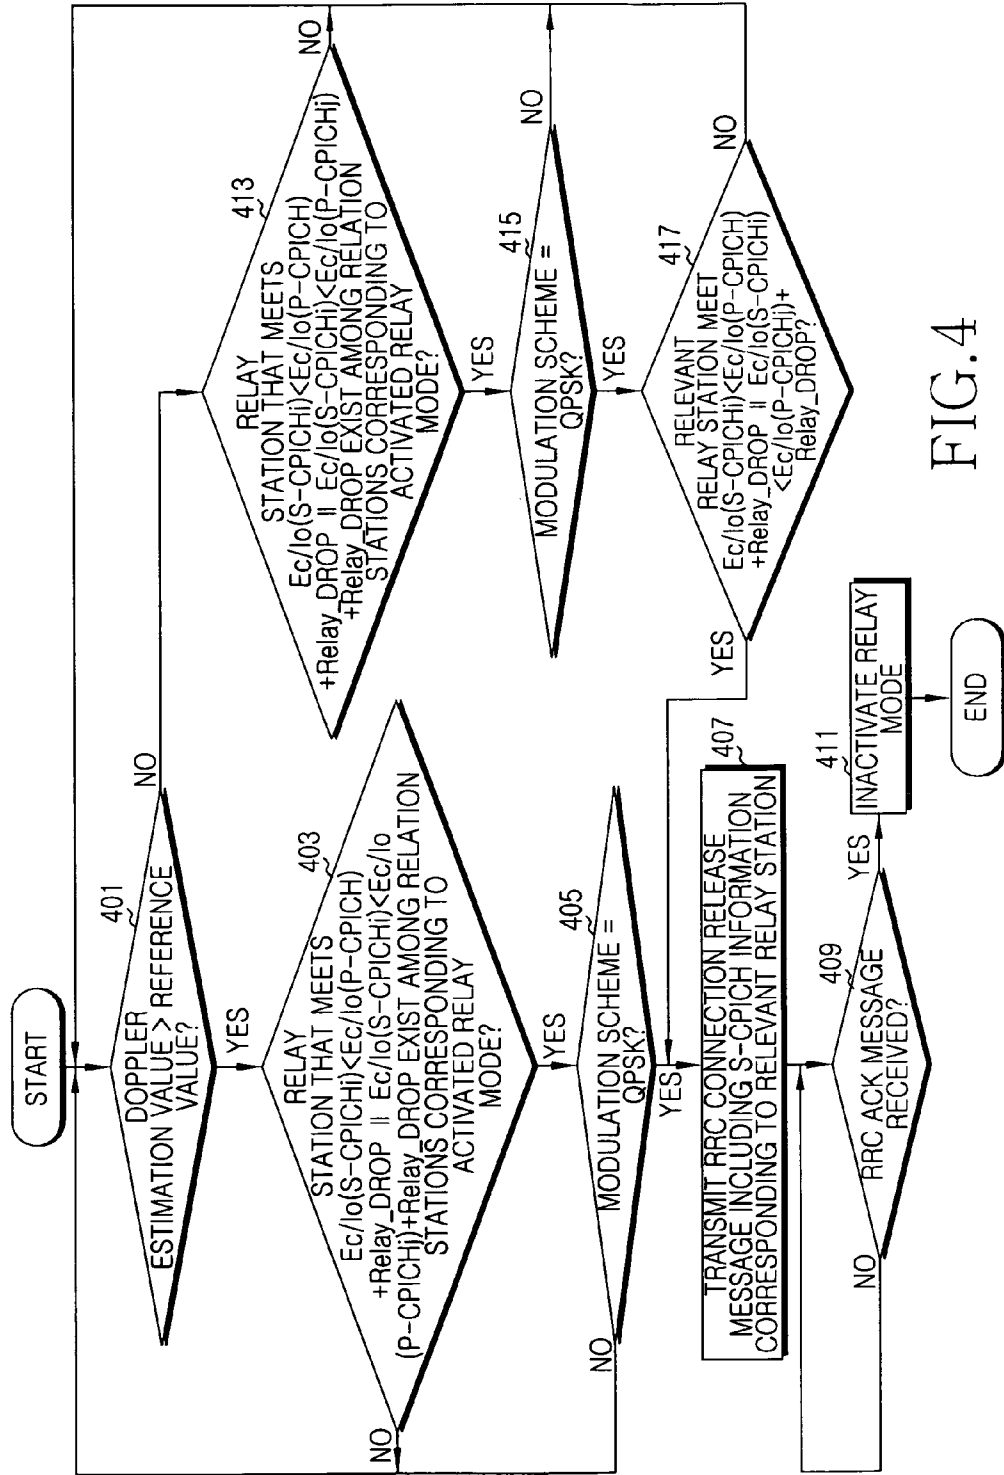 START
401
DOPPLER
ESTIMATION VALUE > REFERENCE
VALUE?
NO
YES
403
RELAY
STATION THAT MEETS
Ec/Io(S-CPICHi)<Ec/Io(P-CPICH)
+Relay_DROP || Ec/Io(S-CPICHi)<Ec/Io
(P-CPICHj)+Relay_DROP EXIST AMONG RELATION
STATIONS CORRESPONDING TO
ACTIVATED RELAY
MODE?
NO
YES
405
MODULATION SCHEME =
QPSK?
NO
YES
407
TRANSMIT RRC CONNECTION RELEASE
MESSAGE INCLUDING S-CPICH INFORMATION
CORRESPONDING TO RELEVANT RELAY STATION
409
RRC ACK MESSAGE
RECEIVED?
NO
YES
411
INACTIVATE RELAY
MODE
END
413
RELAY
STATION THAT MEETS
Ec/Io(S-CPICHi)<Ec/Io(P-CPICH)
+Relay_DROP || Ec/Io(S-CPICHi)<Ec/Io(P-CPICHj)
+Relay_DROP EXIST AMONG RELATION
STATIONS CORRESPONDING TO
ACTIVATED RELAY
MODE?
NO
YES
415
MODULATION SCHEME =
QPSK?
NO
YES
417
RELEVANT
RELAY STATION MEET
Ec/Io(S-CPICHi)<Ec/Io(P-CPICH)
+Relay_DROP || Ec/Io(S-CPICHi)
<Ec/Io(P-CPICHj)+
Relay_DROP?
NO
YES
FIG.4